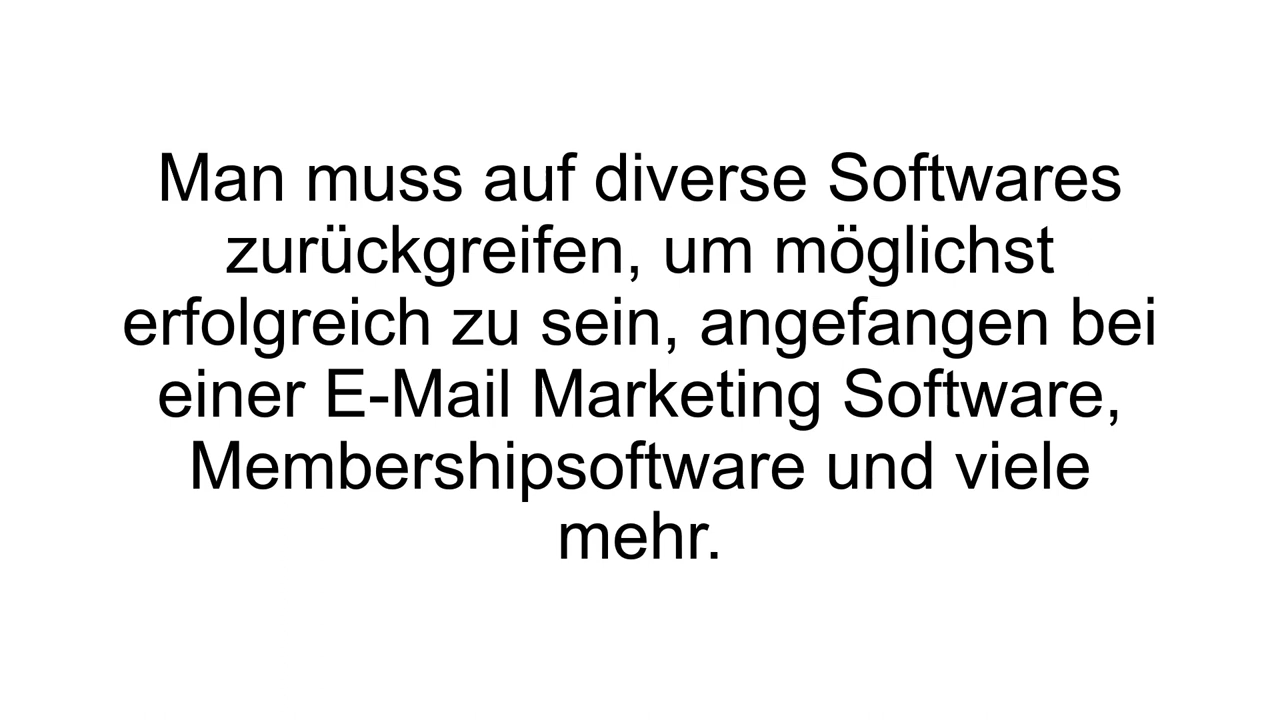 Man muss auf diverse Softwares
zurückgreifen, um möglichst
erfolgreich zu sein, angefangen bei
einer E-Mail Marketing Software,
Membershipsoftware und viele
mehr.